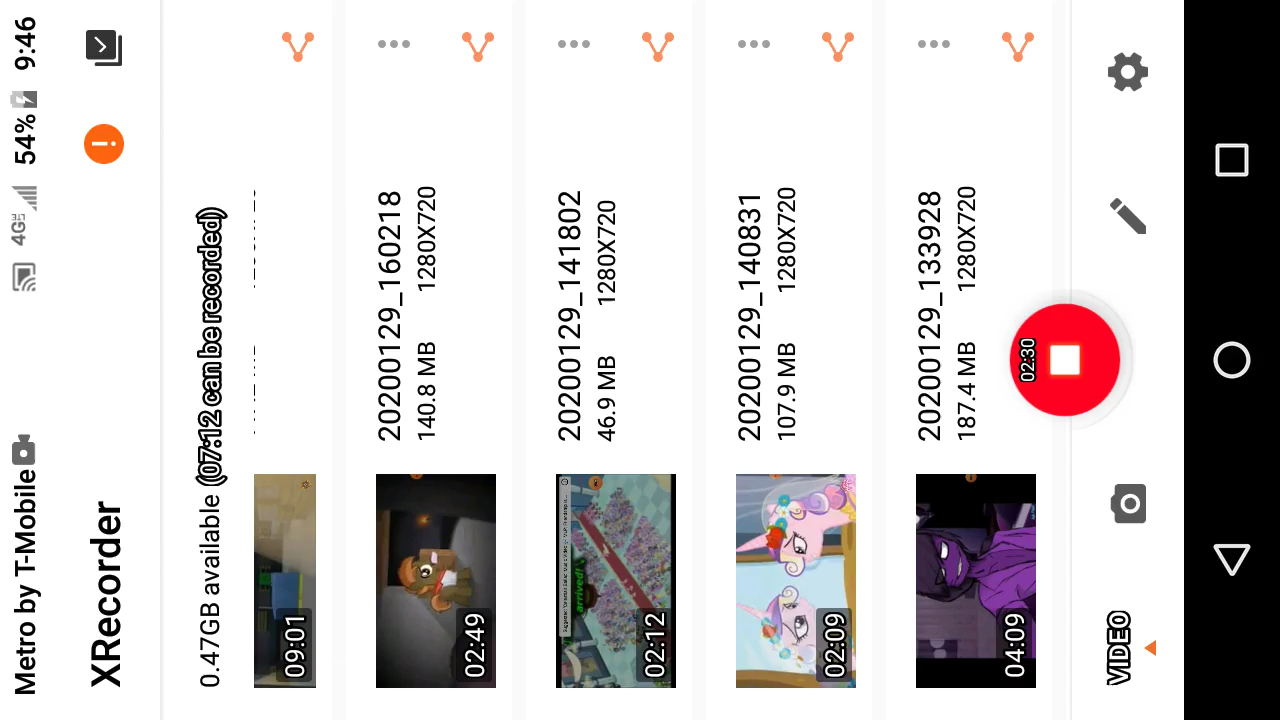 Metro by T-Mobile 4G LTE 54% 9:46
XRecorder
0.47GB available (07:12 can be recorded)
09:01
20200129_160218
140.8 MB 1280X720
02:49
20200129_141802
46.9 MB 1280X720
arrived!
02:12
20200129_140831
107.9 MB 1280X720
02:09
20200129_133928
187.4 MB 1280X720
04:09
02:30
VIDEO